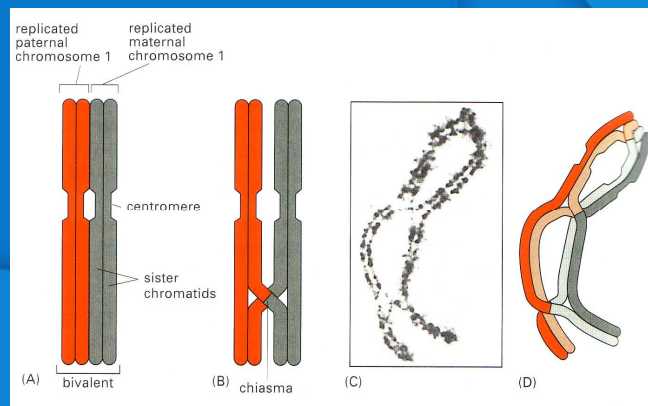 replicated
paternal
chromosome 1
replicated
maternal
chromosome 1
centromere
sister
chromatids
(A)
bivalent
(B)
chiasma
(C)
(D)